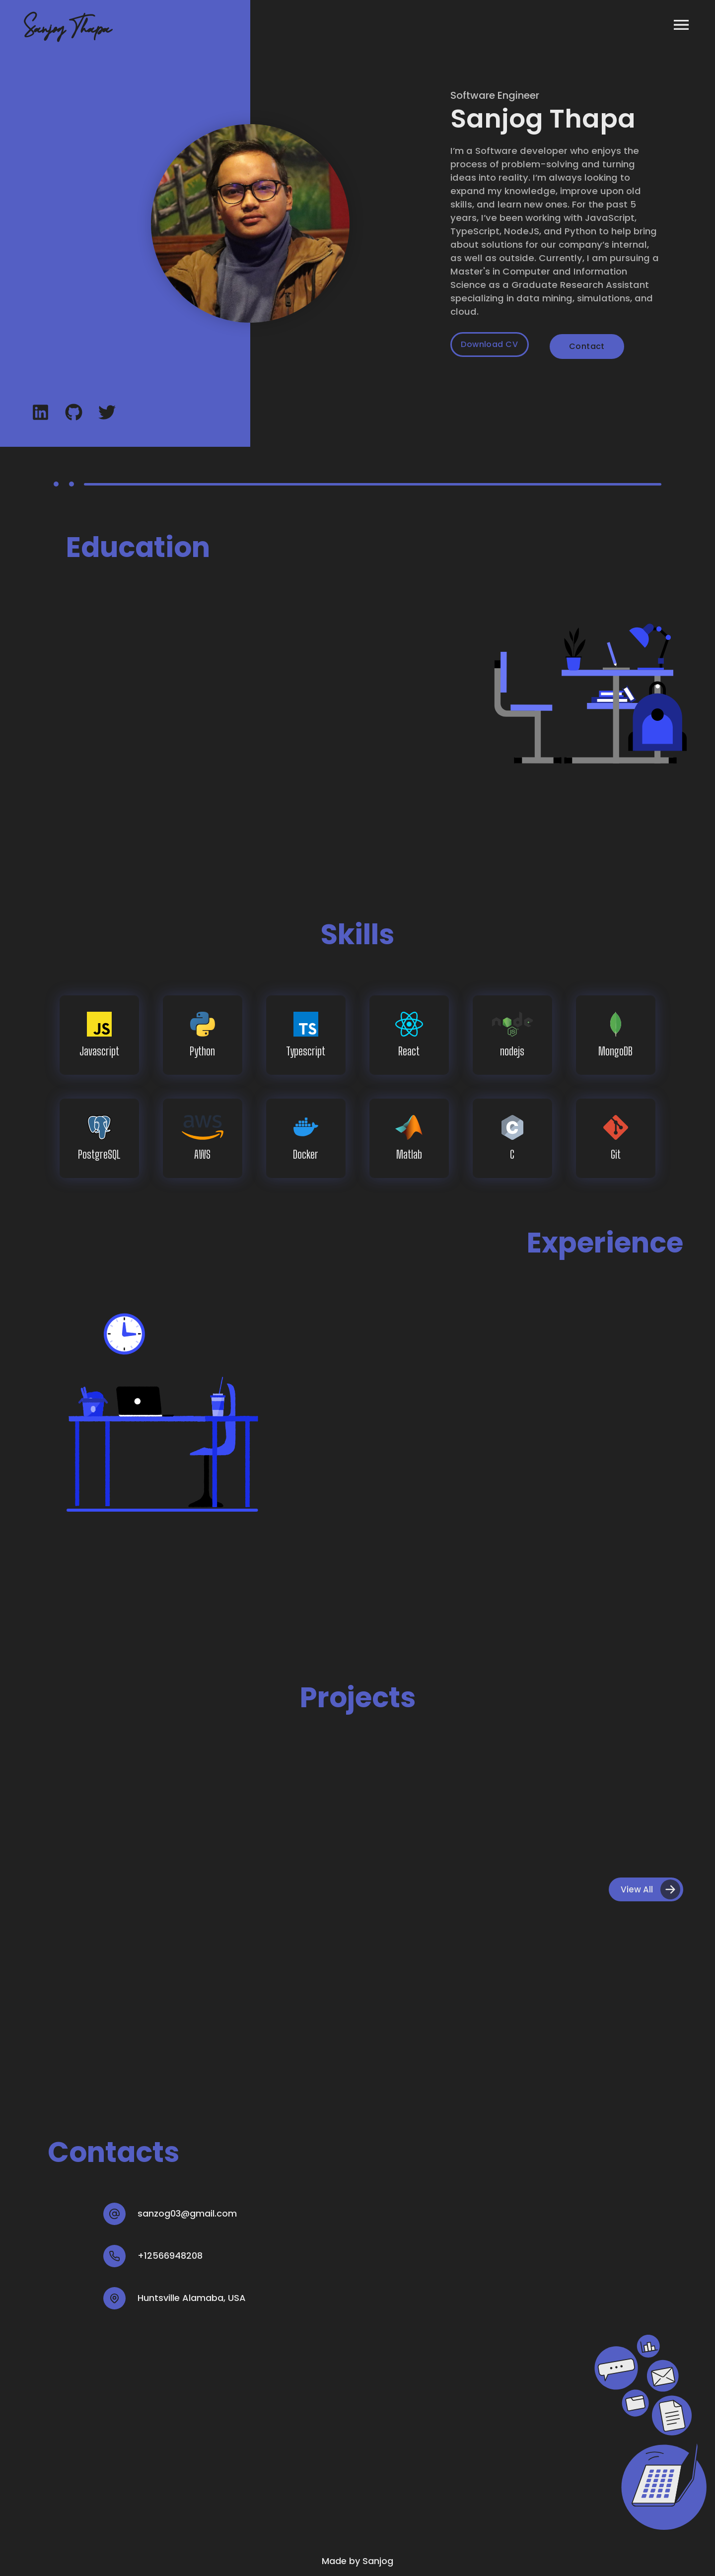 Sanjog Thapa
Software Engineer
Sanjog Thapa
I'm a Software developer who enjoys the
process of problem-solving and turning
ideas into reality. I'm always looking to
expand my knowledge, improve upon old
skills, and learn new ones. For the past 5
years, I've been working with JavaScript,
TypeScript, NodeJS, and Python to help bring
about solutions for our company's internal,
as well as outside. Currently, I am pursuing a
Master's in Computer and Information
Science as a Graduate Research Assistant
specializing in data mining, simulations, and
cloud.
Download CV
Contact
Education
Skills
JS
TS
node
JS
Javascript
Python
Typescript
React
nodejs
MongoDB
aws
C
PostgreSQL
AWS
Docker
Matlab
C
Git
Experience
Projects
View All
Contacts
sanzog03@gmail.com
+12566948208
Huntsville Alamaba, USA
Made by Sanjog